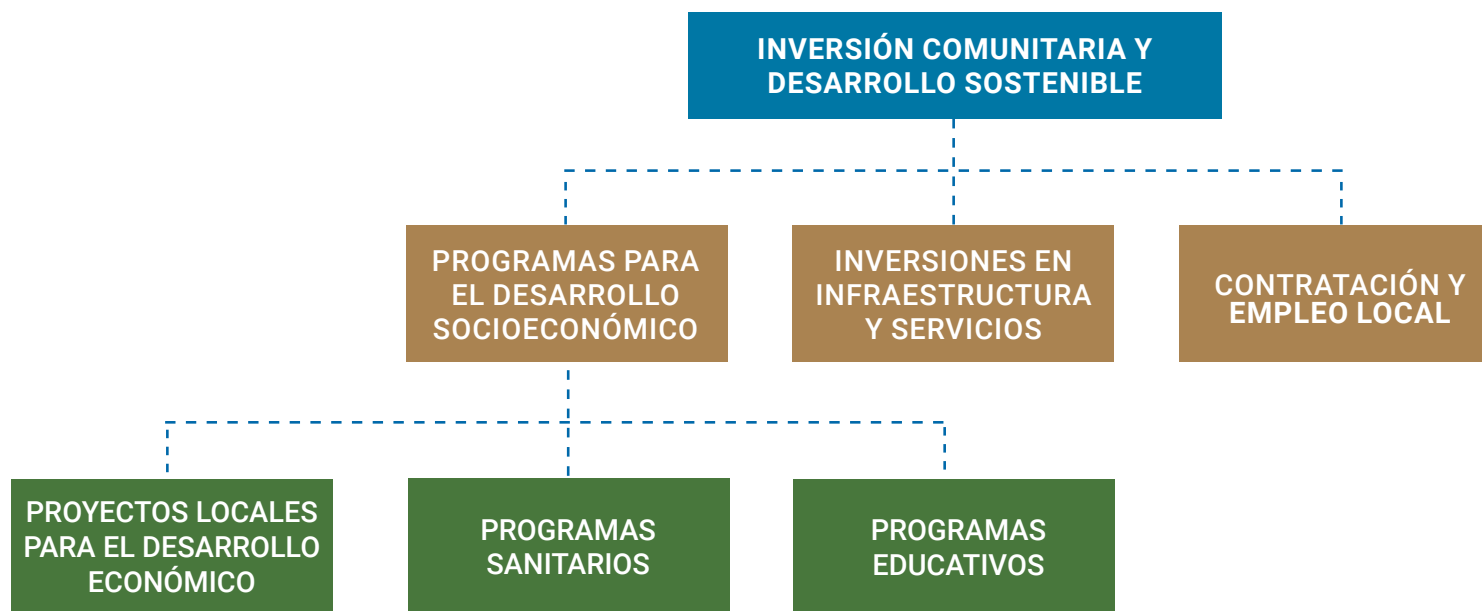 INVERSIÓN COMUNITARIA Y
DESARROLLO SOSTENIBLE
PROGRAMAS PARA
EL DESARROLLO
SOCIOECONÓMICO
INVERSIONES EN
INFRAESTRUCTURA
Y SERVICIOS
CONTRATACIÓN Y
EMPLEO LOCAL
PROYECTOS LOCALES
PARA EL DESARROLLO
ECONÓMICO
PROGRAMAS
SANITARIOS
PROGRAMAS
EDUCATIVOS